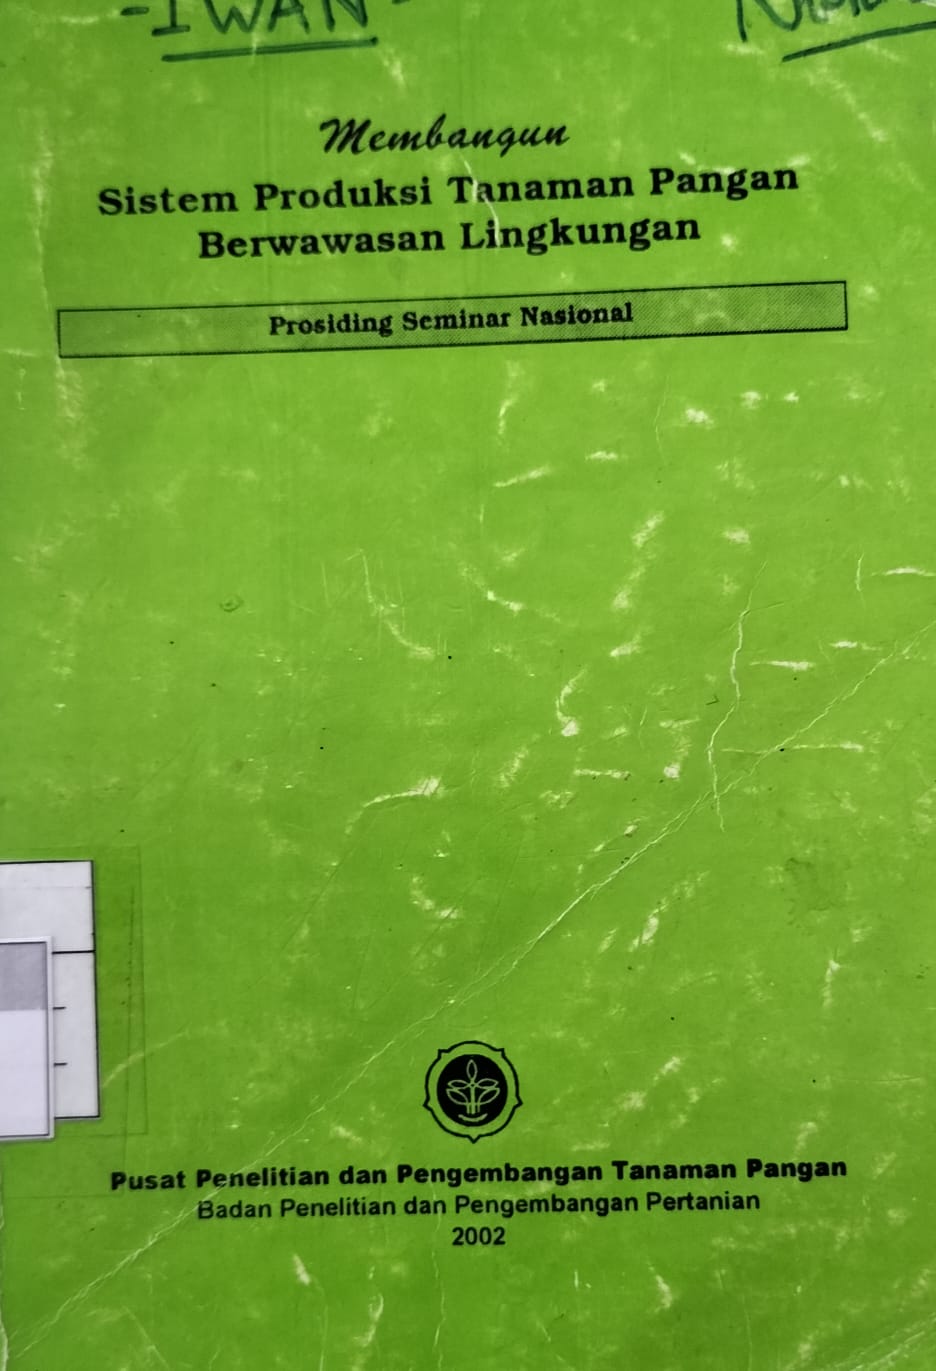 -IWAN-
Membangun
Sistem Produksi Tanaman Pangan
Berwawasan Lingkungan
Prosiding Seminar Nasional
Pusat Penelitian dan Pengembangan Tanaman Pangan
Badan Penelitian dan Pengembangan Pertanian
2002